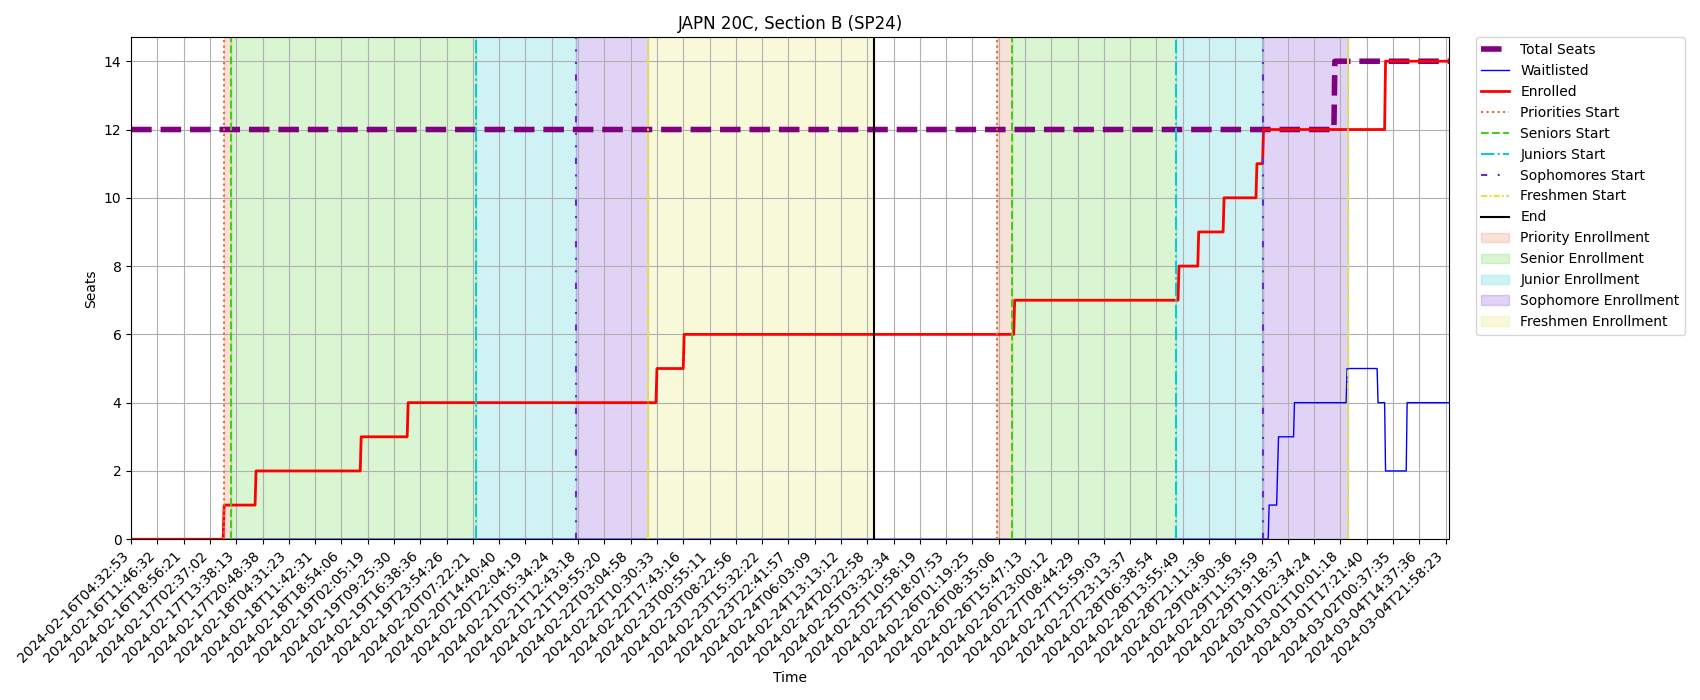 JAPN 20C, Section B (SP24)
Total Seats
Waitlisted
Enrolled
Priorities Start
Seniors Start
Juniors Start
Sophomores Start
Freshmen Start
End
Priority Enrollment
Senior Enrollment
Junior Enrollment
Sophomore Enrollment
Freshmen Enrollment
Seats
14
12
10
8
6
4
2
0
2024-02-16T04:32:53
2024-02-16T11:46:32
2024-02-16T18:56:21
2024-02-17T02:37:02
2024-02-17T13:38:13
2024-02-17T20:48:38
2024-02-18T04:31:23
2024-02-18T11:42:31
2024-02-18T18:54:06
2024-02-19T02:05:19
2024-02-19T09:25:30
2024-02-19T16:38:36
2024-02-19T23:54:26
2024-02-20T07:22:21
2024-02-20T14:40:40
2024-02-20T22:04:19
2024-02-21T05:34:24
2024-02-21T12:43:18
2024-02-21T19:55:20
2024-02-22T03:04:58
2024-02-22T10:30:33
2024-02-22T17:43:16
2024-02-23T00:55:11
2024-02-23T08:22:56
2024-02-23T15:32:22
2024-02-23T22:41:57
2024-02-24T06:03:09
2024-02-24T13:13:12
2024-02-24T20:22:58
2024-02-25T03:32:34
2024-02-25T10:58:19
2024-02-25T18:07:53
2024-02-26T01:19:25
2024-02-26T08:35:06
2024-02-26T15:47:13
2024-02-26T23:00:12
2024-02-27T08:44:29
2024-02-27T15:59:03
2024-02-27T23:13:37
2024-02-28T06:38:54
2024-02-28T13:55:49
2024-02-28T21:11:36
2024-02-29T04:30:36
2024-02-29T11:53:59
2024-02-29T19:18:37
2024-03-01T02:34:24
2024-03-01T10:01:18
2024-03-01T17:21:40
2024-03-02T00:37:35
2024-03-04T14:37:36
2024-03-04T21:58:23
Time